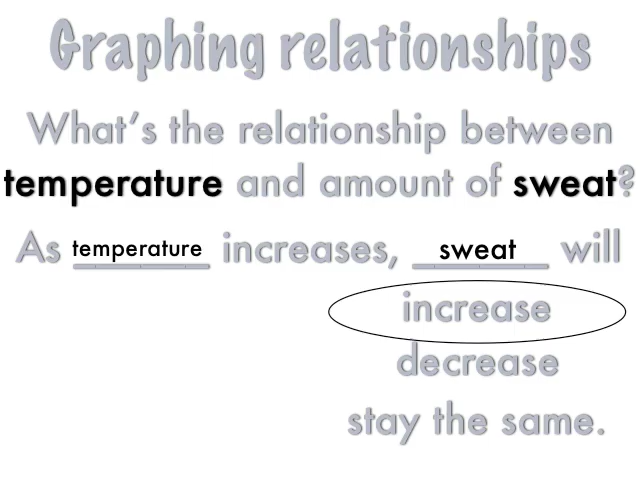 Graphing relationships
What's the relationship between
temperature and amount of sweat?
As temperature increases, sweat will
increase
decrease
stay the same.